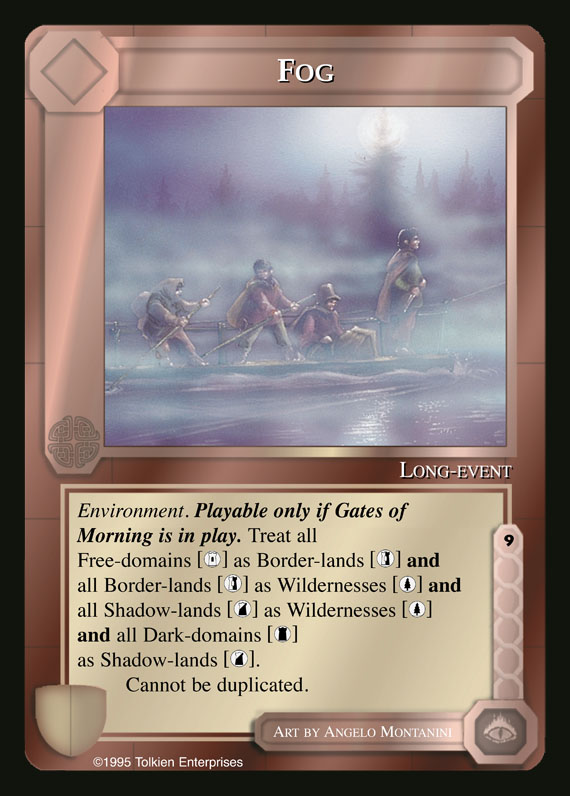 Fog
Long-event
Environment. Playable only if Gates of
Morning is in play. Treat all
Free-domains [ ] as Border-lands [ ] and
all Border-lands [ ] as Wildernesses [ ] and
all Shadow-lands [ ] as Wildernesses [ ]
and all Dark-domains [ ]
as Shadow-lands [ ].
Cannot be duplicated.
9
Art by Angelo Montanini
©1995 Tolkien Enterprises